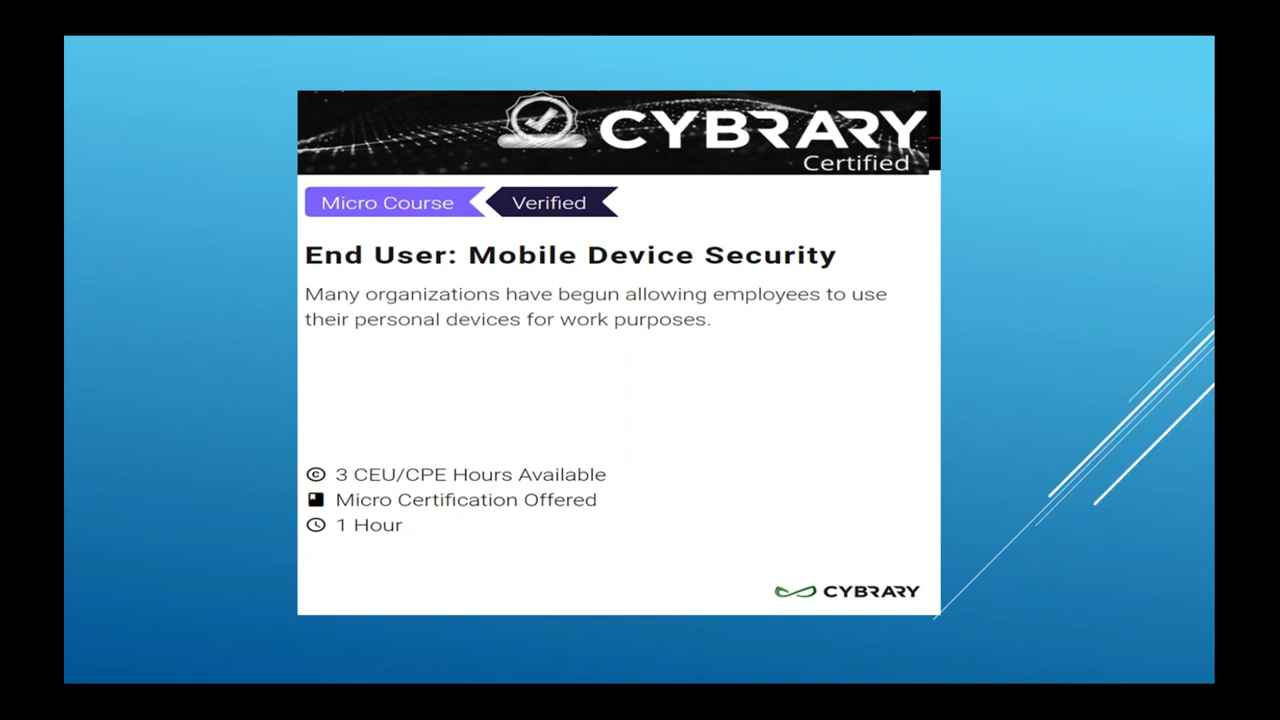 CYBRARY
Certified
Micro Course
Verified
End User: Mobile Device Security
Many organizations have begun allowing employees to use
their personal devices for work purposes.
3 CEU/CPE Hours Available
Micro Certification Offered
1 Hour
CYBRARY